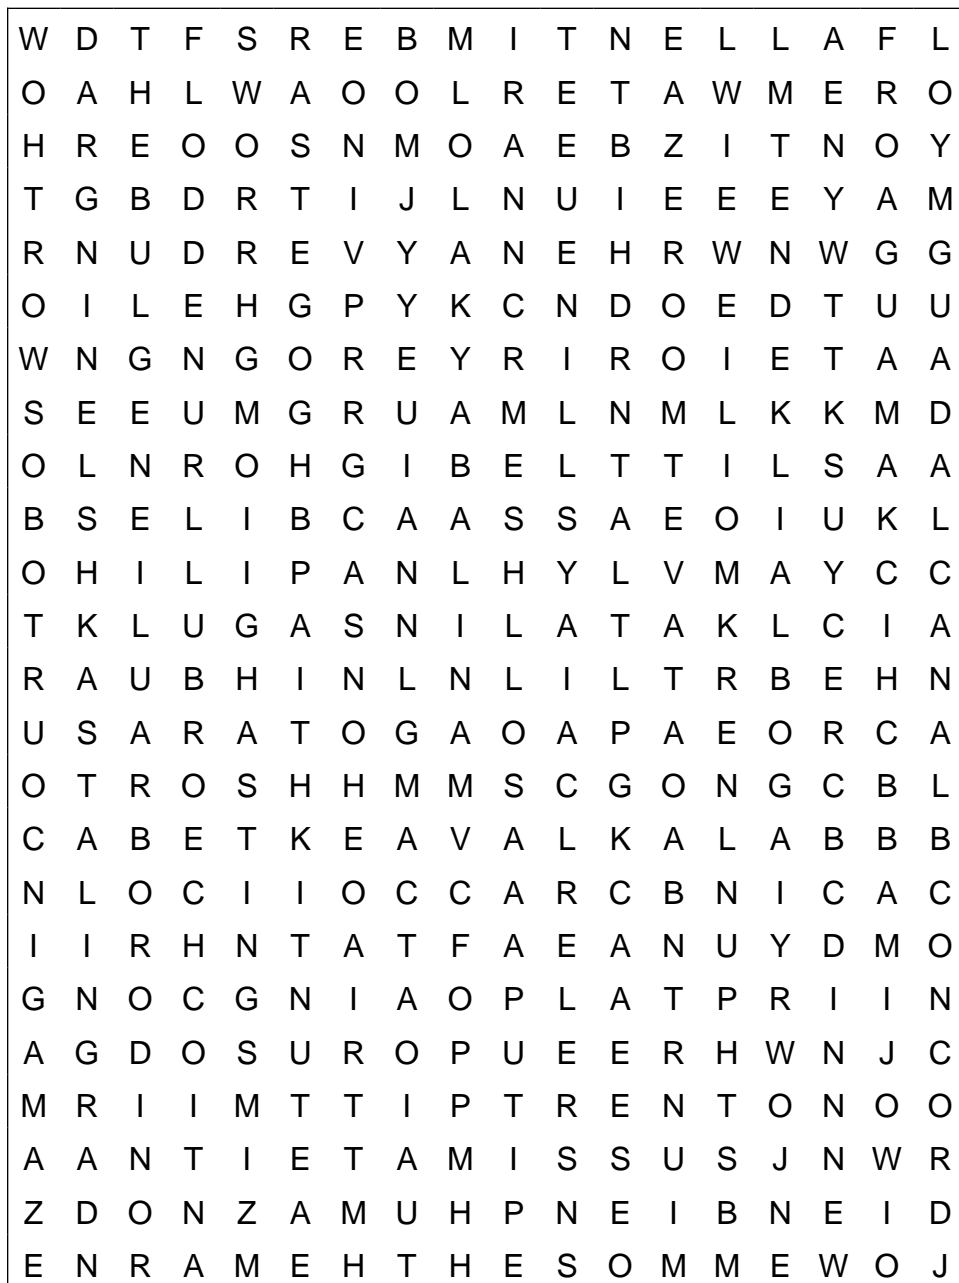 W D T F S R E B M I T N E L L A F L
O A H L W A O O L R E T A W M E R O
H R E O O S N M O A E B Z I T N O Y
T G B D R T I J L N U I E E E Y A M
R N U D R E V Y A N E H R W N W G G
O I L E H G P Y K C N D O E D T U U
W N G N G O R E Y R I R O I E T A A
S E E U M G R U A M L N M L K K M D
O L N R O H G I B E L T T I L S A A
B S E L I B C A A S S A E O I U K L
O H I L I P A N L H Y L V M A Y C C
T K L U G A S N I L A T A K L C I A
R A U B H I N L N L I L T R B E H N
U S A R A T O G A O A P A E O R C A
O T R O S H H M M S C G O N G C B L
C A B E T K E A V A L K A L A B B B
N L O C I I O C C A R C B N I C A C
I I R H N T A T F A E A N U Y D M O
G N O C G N I A O P L A T P R I I N
A G D O S U R O P U E E R H W N J C
M R I I M T T I P T R E N T O N O O
A A N T I E T A M I S S U S J N W R
Z D O N Z A M U H P N E I B N E I D
E N R A M E H T H E S O M M E W O J